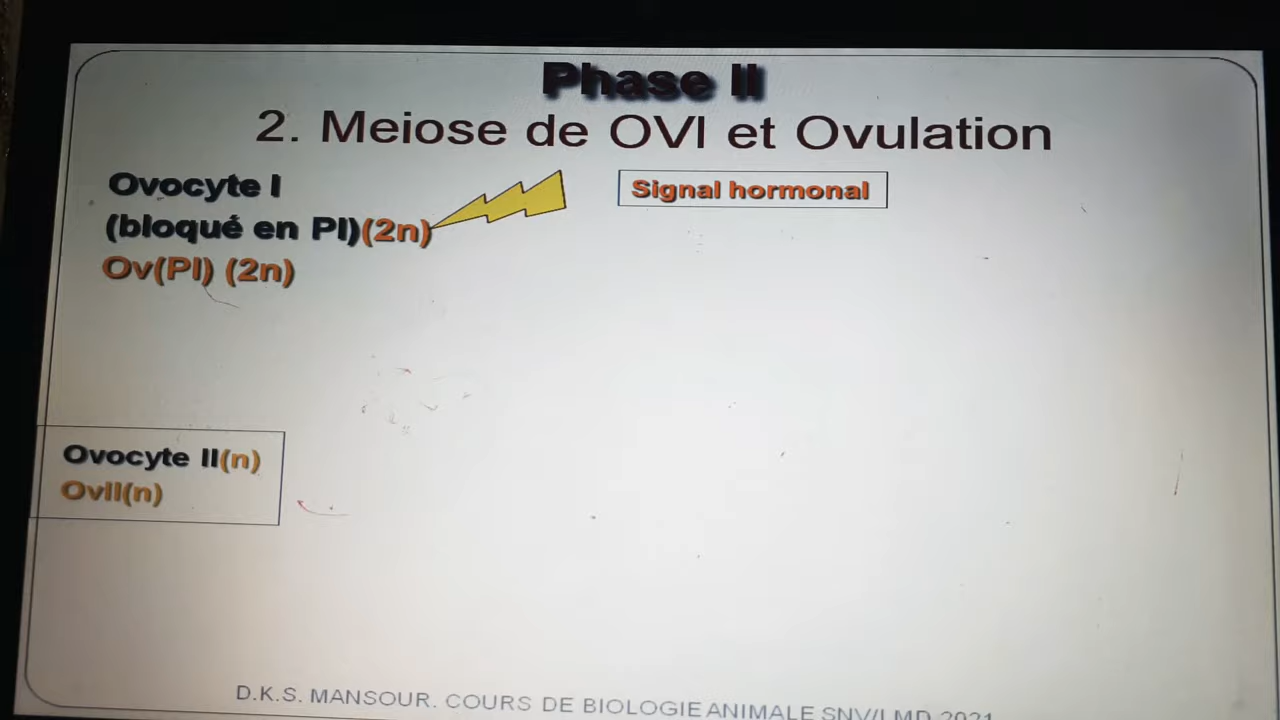 Phase II
2. Meiose de OVI et Ovulation
Ovocyte I
(bloqué en PI)(2n)
Signal hormonal
Ov(PI) (2n)
Ovocyte II(n)
OvII(n)
D.K.S. MANSOUR. COURS DE BIOLOGIE ANIMALE SNV/LMD 2021